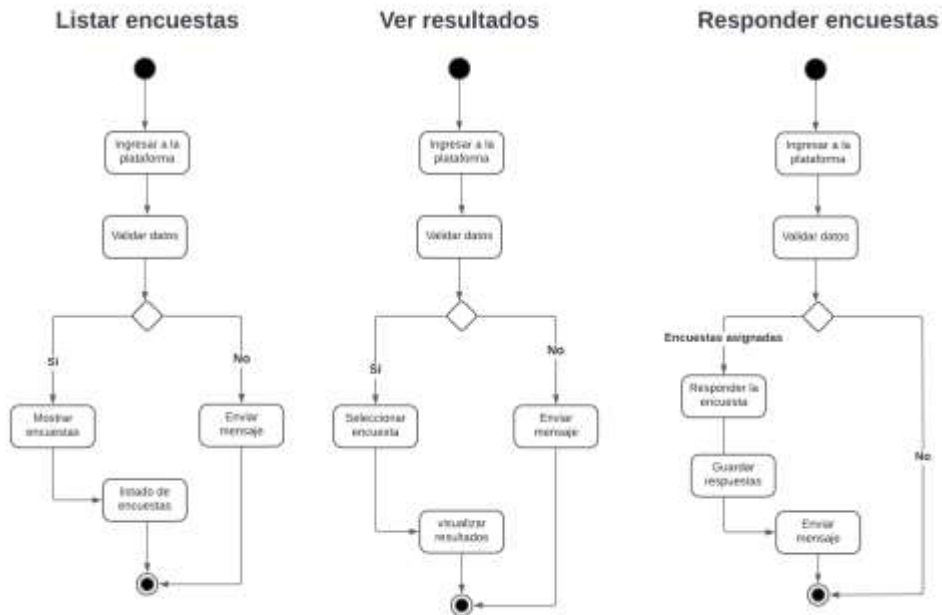 Listar encuestas
Ingresar a la
plataforma
Validar datos
Si
No
Mostrar
encuestas
Enviar
mensaje
listado de
encuestas
Ver resultados
Ingresar a la
plataforma
Validar datos
Si
No
Seleccionar
encuesta
Enviar
mensaje
visualizar
resultados
Responder encuestas
Ingresar a la
plataforma
Validar datos
Encuestas asignadas
Responder la
encuesta
No
Guardar
respuestas
Enviar
mensaje